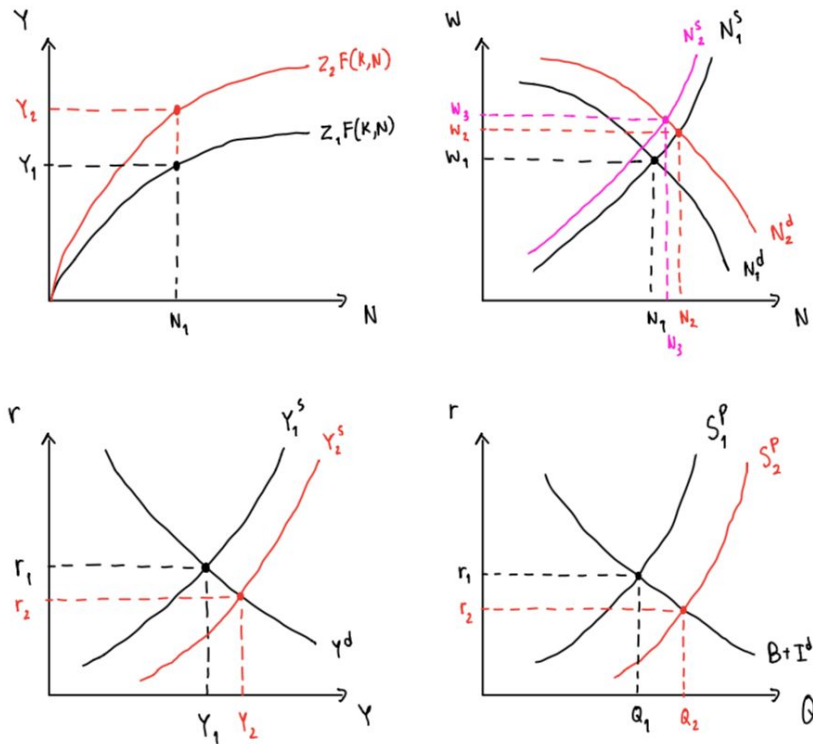 Y
Z₂F(K,N)
Y₂
Z₁F(K,N)
Y₁
N₁
N
W
N₂ˢ
N₁ˢ
W₃
W₂
W₁
N₂ᵈ
N₁ᵈ
N₁
N₂
N
N₃
r
Y₁ˢ
Y₂ˢ
r₁
r₂
Yᵈ
Y₁
Y₂
Y
r
S₁ᵖ
S₂ᵖ
r₁
r₂
B+Iᵈ
Q₁
Q₂
Q